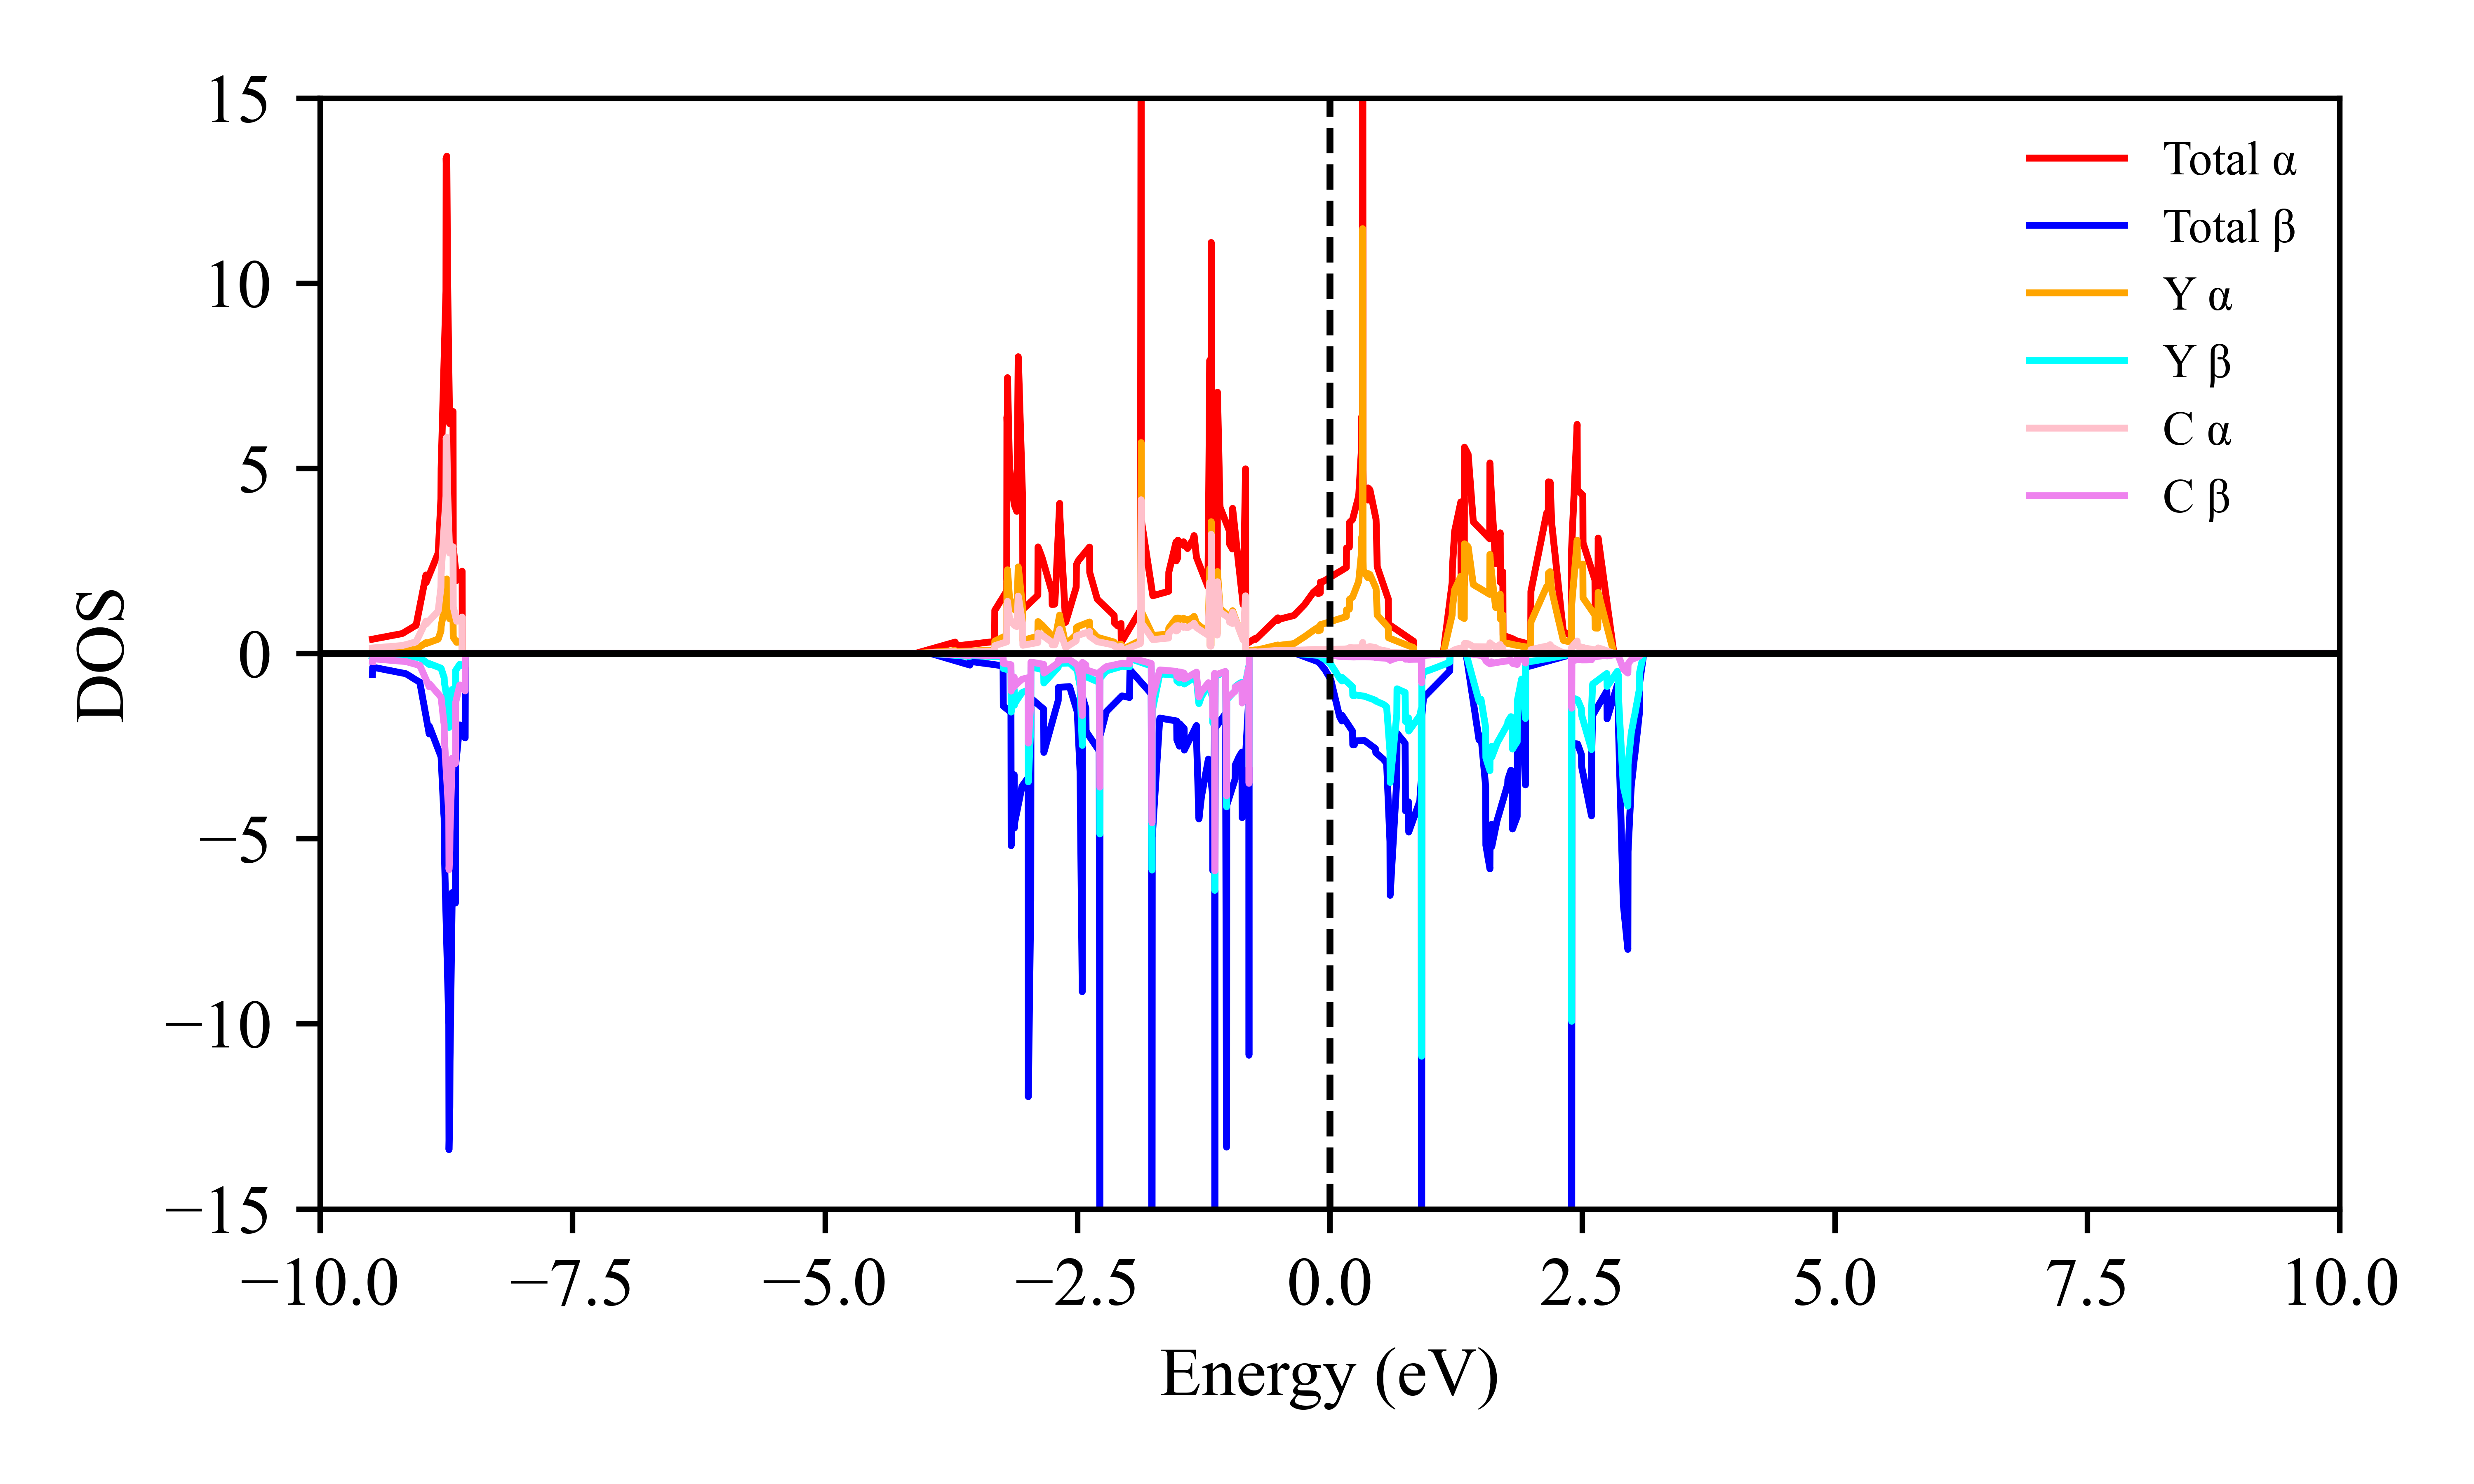 15
10
5
0
−5
−10
−15
DOS
Total α
Total β
Y α
Y β
C α
C β
−10.0 −7.5 −5.0 −2.5 0.0 2.5 5.0 7.5 10.0
Energy (eV)